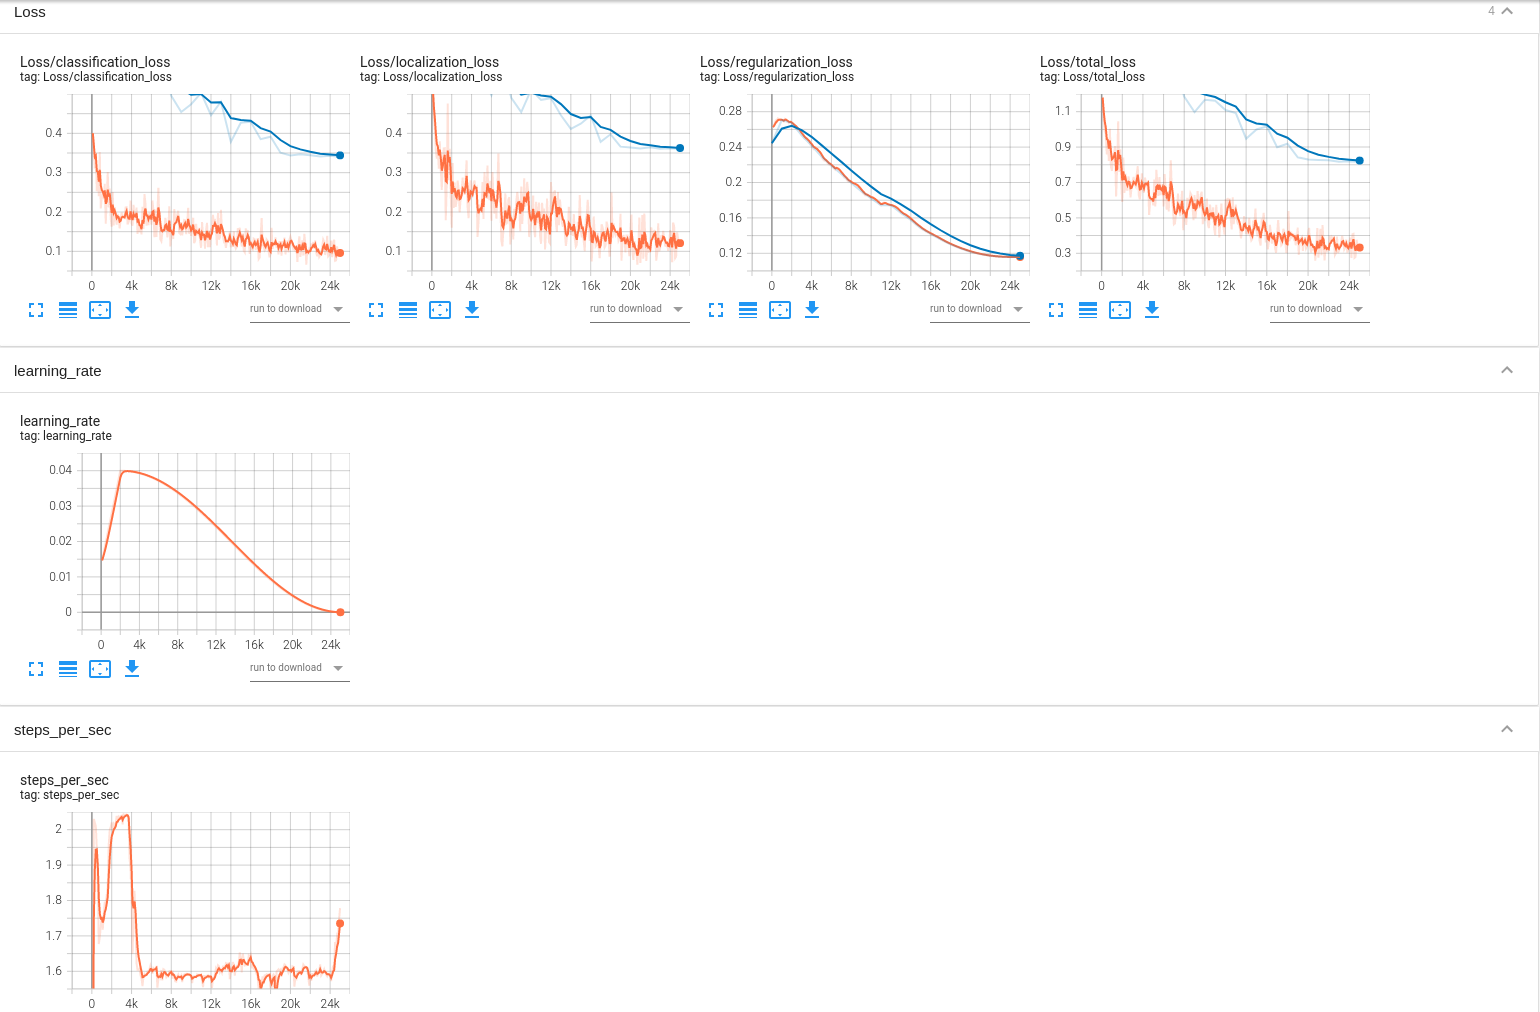 Loss
4
Loss/classification_loss
tag: Loss/classification_loss
0.4
0.3
0.2
0.1
0 4k 8k 12k 16k 20k 24k
run to download
Loss/localization_loss
tag: Loss/localization_loss
0.4
0.3
0.2
0.1
0 4k 8k 12k 16k 20k 24k
run to download
Loss/regularization_loss
tag: Loss/regularization_loss
0.28
0.24
0.2
0.16
0.12
0 4k 8k 12k 16k 20k 24k
run to download
Loss/total_loss
tag: Loss/total_loss
1.1
0.9
0.7
0.5
0.3
0 4k 8k 12k 16k 20k 24k
run to download
learning_rate
learning_rate
tag: learning_rate
0.04
0.03
0.02
0.01
0
0 4k 8k 12k 16k 20k 24k
run to download
steps_per_sec
steps_per_sec
tag: steps_per_sec
2
1.9
1.8
1.7
1.6
0 4k 8k 12k 16k 20k 24k